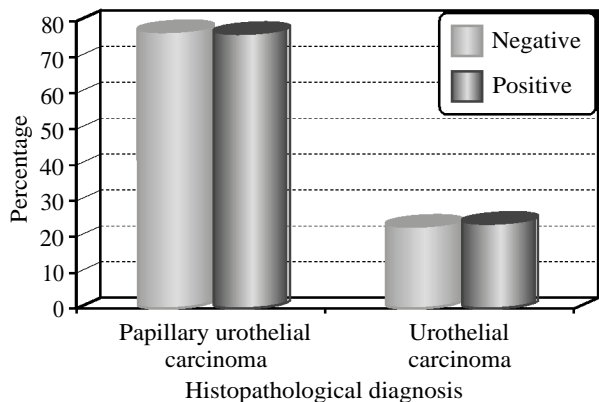 80
70
60
50
40
30
20
10
0
Percentage
Negative
Positive
Papillary urothelial
carcinoma
Urothelial
carcinoma
Histopathological diagnosis